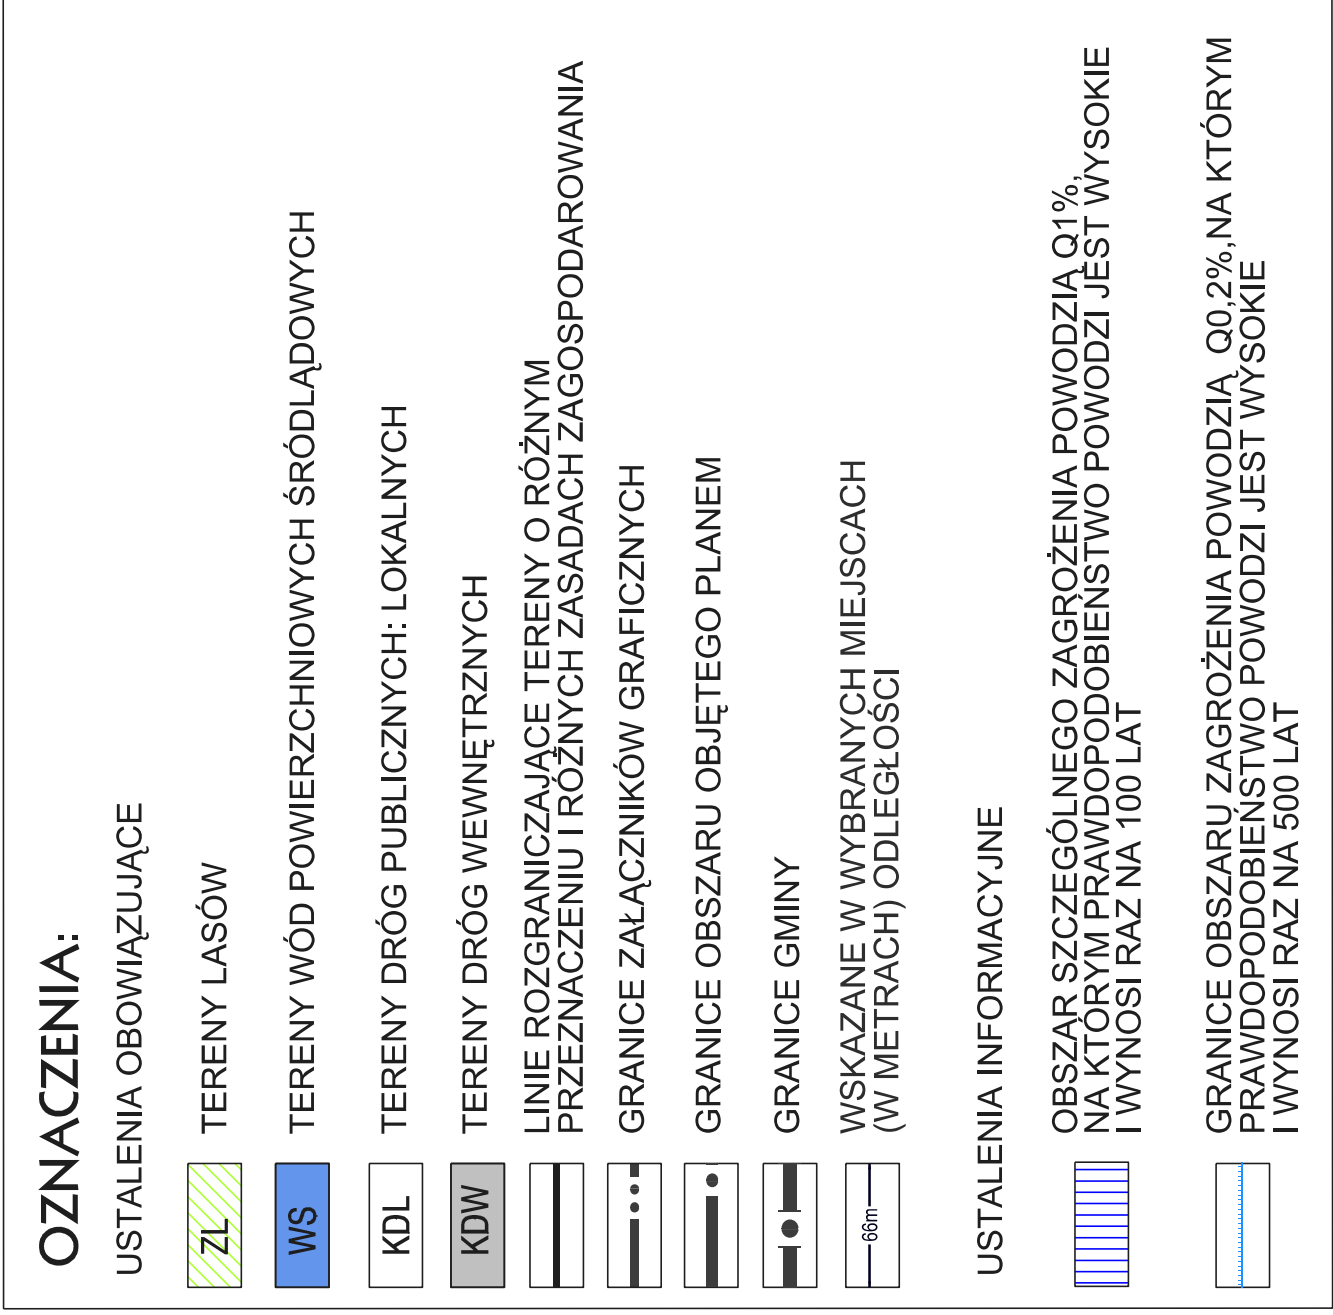 OZNACZENIA:
USTALENIA OBOWIĄZUJĄCE
ZL TERENY LASÓW
WS TERENY WÓD POWIERZCHNIOWYCH ŚRÓDLĄDOWYCH
KDL TERENY DRÓG PUBLICZNYCH: LOKALNYCH
KDW TERENY DRÓG WEWNĘTRZNYCH
LINIE ROZGRANICZAJĄCE TERENY O RÓŻNYM
PRZEZNACZENIU I RÓŻNYCH ZASADACH ZAGOSPODAROWANIA
GRANICE ZAŁĄCZNIKÓW GRAFICZNYCH
GRANICE OBSZARU OBJĘTEGO PLANEM
GRANICE GMINY
66m WSKAZANE W WYBRANYCH MIEJSCACH
(W METRACH) ODLEGŁOŚCI
USTALENIA INFORMACYJNE
OBSZAR SZCZEGÓLNEGO ZAGROŻENIA POWODZIĄ Q1%,
NA KTÓRYM PRAWDOPODOBIEŃSTWO POWODZI JEST WYSOKIE
I WYNOSI RAZ NA 100 LAT
GRANICE OBSZARU ZAGROŻENIA POWODZIĄ Q0,2%,NA KTÓRYM
PRAWDOPODOBIEŃSTWO POWODZI JEST WYSOKIE
I WYNOSI RAZ NA 500 LAT